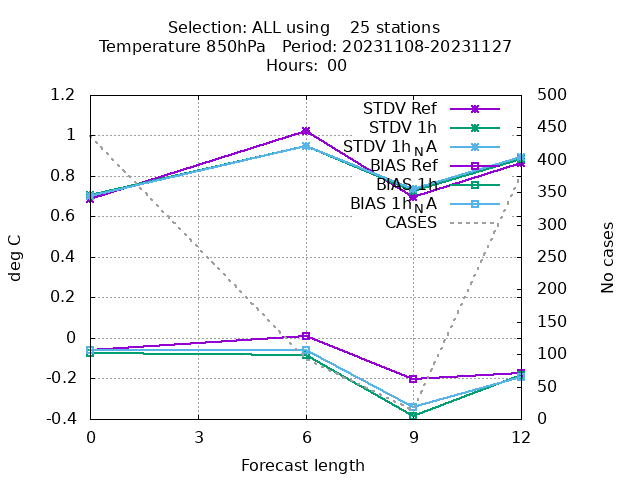 Selection: ALL using    25 stations
Temperature 850hPa   Period: 20231108-20231127
Hours:  00
1.2
1
0.8
0.6
0.4
0.2
0
-0.2
-0.4
deg C
500
450
400
350
300
250
200
150
100
50
0
No cases
STDV Ref
STDV 1h
STDV 1h_N A
BIAS Ref
BIAS 1h
BIAS 1h_N A
CASES
0
3
6
9
12
Forecast length